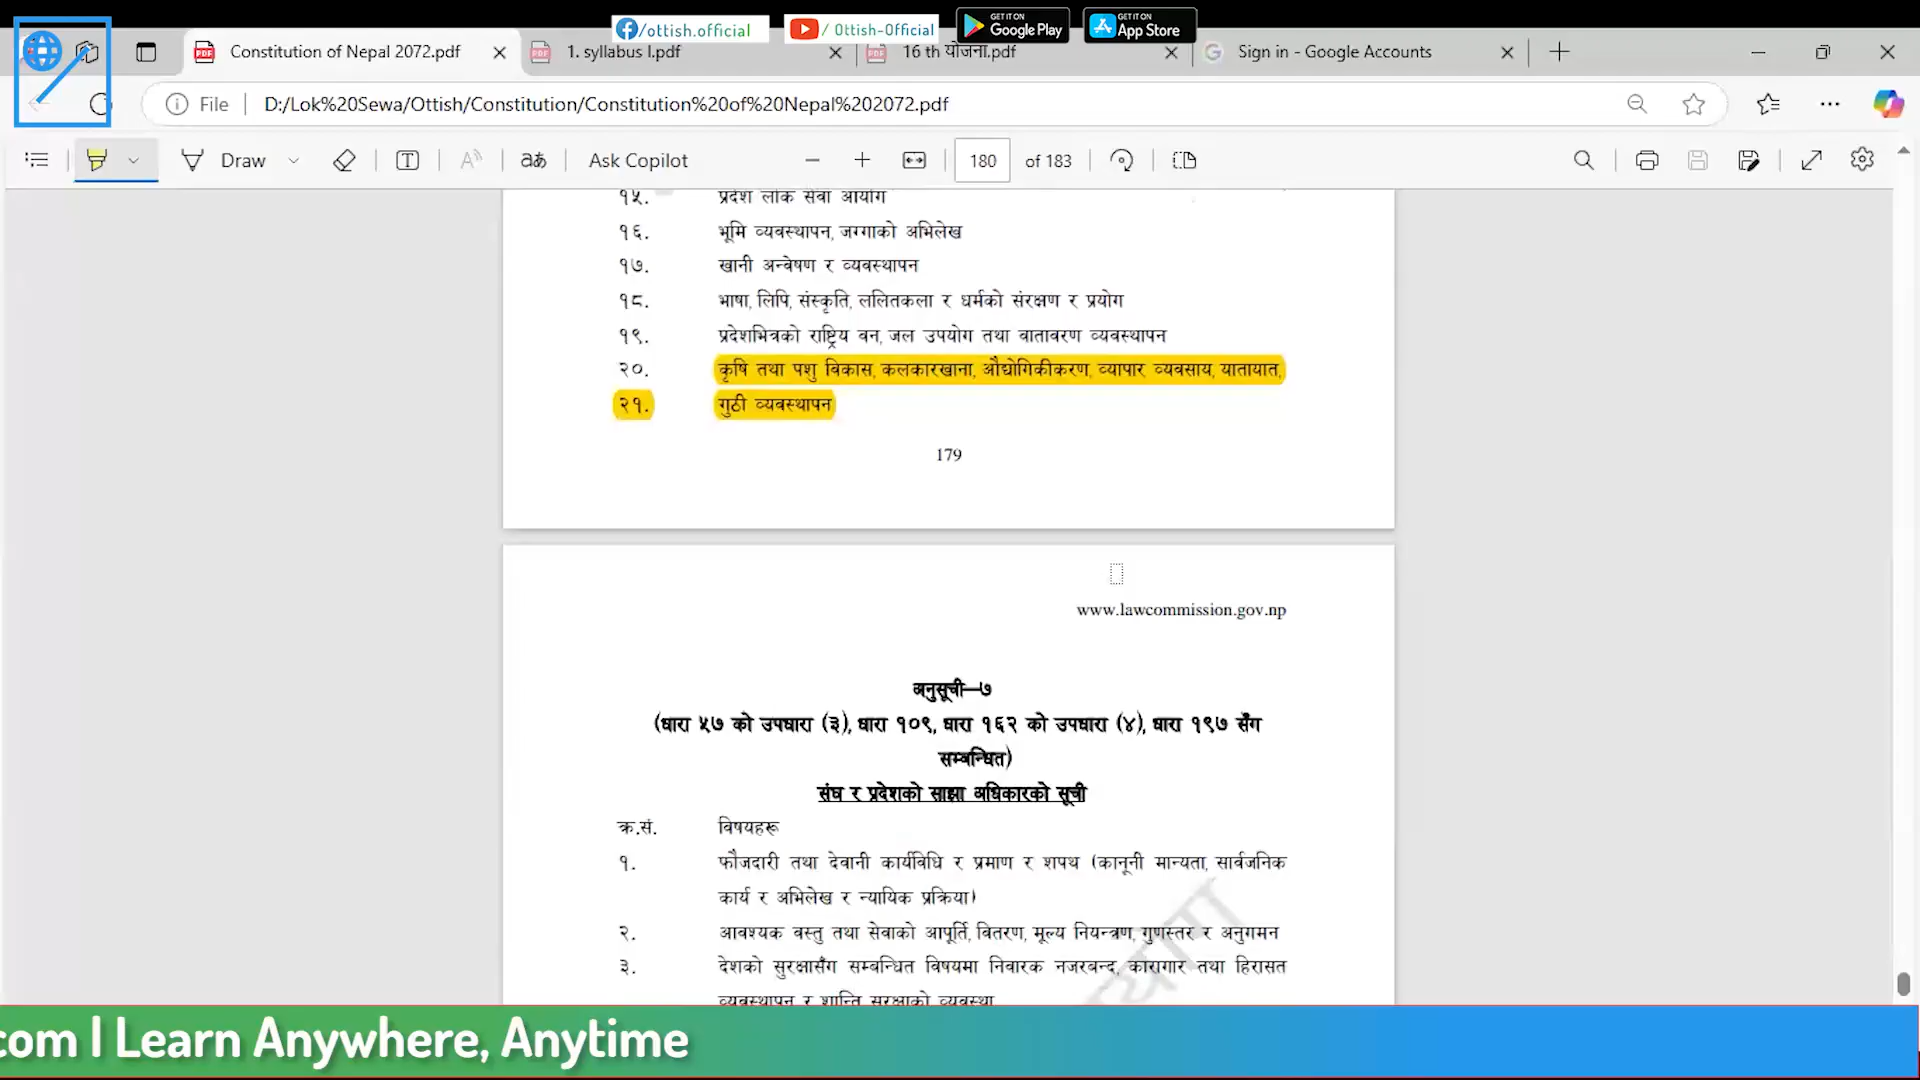 /ottish.official
/ Ottish-Official
GET IT ON
Google Play
GET IT ON
App Store
Constitution of Nepal 2072.pdf
1. syllabus I.pdf
16 th योजना.pdf
Sign in - Google Accounts
File
D:/Lok%20Sewa/Ottish/Constitution/Constitution%20of%20Nepal%202072.pdf
Draw
Ask Copilot
180 of 183
१५. प्रदेश लोक सेवा आयोग
१६. भूमि व्यवस्थापन, जग्गाको अभिलेख
१७. खानी अन्वेषण र व्यवस्थापन
१८. भाषा, लिपि, संस्कृति, ललितकला र धर्मको संरक्षण र प्रयोग
१९. प्रदेशभित्रको राष्ट्रिय वन, जल उपयोग तथा वातावरण व्यवस्थापन
२०. कृषि तथा पशु विकास, कलकारखाना, औद्योगिकीकरण, व्यापार व्यवसाय, यातायात,
२१. गुठी व्यवस्थापन
179
www.lawcommission.gov.np
अनुसूची–७
(धारा ५७ को उपधारा (३), धारा १०९, धारा १६२ को उपधारा (४), धारा १९७ सँग
सम्बन्धित)
संघ र प्रदेशको साझा अधिकारको सूची
क्र.सं. विषयहरू
१. फौजदारी तथा देवानी कार्यविधि र प्रमाण र शपथ (कानूनी मान्यता, सार्वजनिक
कार्य र अभिलेख र न्यायिक प्रक्रिया)
२. आवश्यक वस्तु तथा सेवाको आपूर्ति, वितरण, मूल्य नियन्त्रण, गुणस्तर र अनुगमन
३. देशको सुरक्षासँग सम्बन्धित विषयमा निवारक नजरबन्द, कारागार तथा हिरासत
व्यवस्थापन र शान्ति सुरक्षाको व्यवस्था
com | Learn Anywhere, Anytime